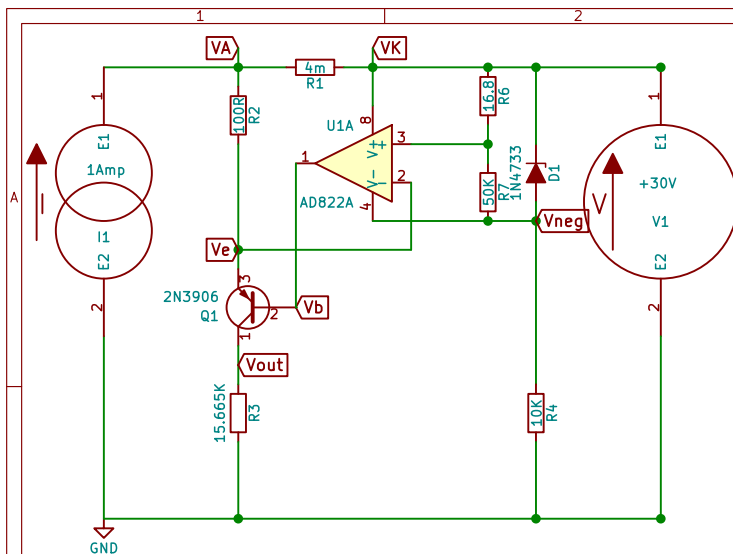 1
2
A
VA
VK
4m
R1
1
E1
1Amp
I1
E2
2
I
100R
R2
U1A
8
3
V+
+
1
V-
-
2
4
AD822A
16.8
R6
50K
R7
1N4733
D1
Vneg
1
E1
+30V
V
V1
E2
2
Ve
3
2N3906
Q1
2
Vb
1
Vout
15.665K
R3
10K
R4
GND